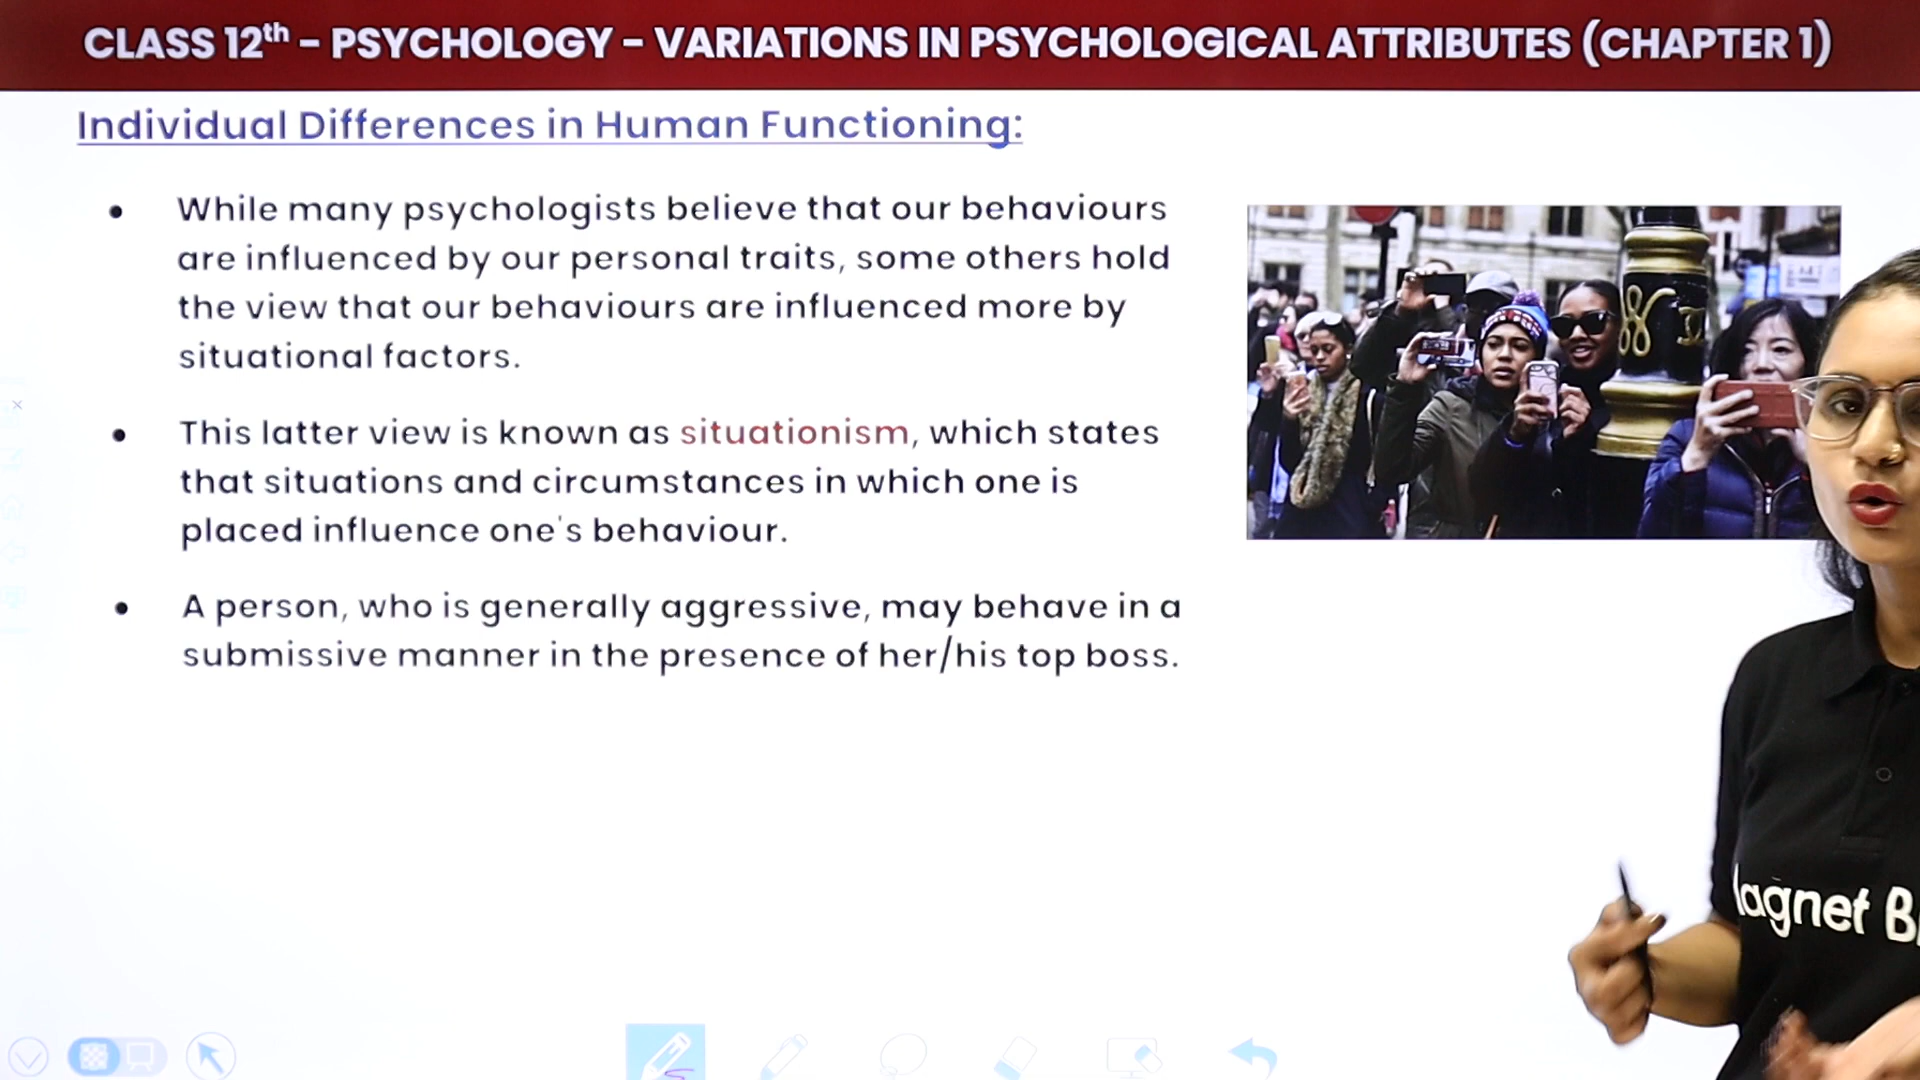 CLASS 12th – PSYCHOLOGY – VARIATIONS IN PSYCHOLOGICAL ATTRIBUTES (CHAPTER 1)
Individual Differences in Human Functioning:
• While many psychologists believe that our behaviours
are influenced by our personal traits, some others hold
the view that our behaviours are influenced more by
situational factors.
• This latter view is known as situationism, which states
that situations and circumstances in which one is
placed influence one's behaviour.
• A person, who is generally aggressive, may behave in a
submissive manner in the presence of her/his top boss.
agnet B